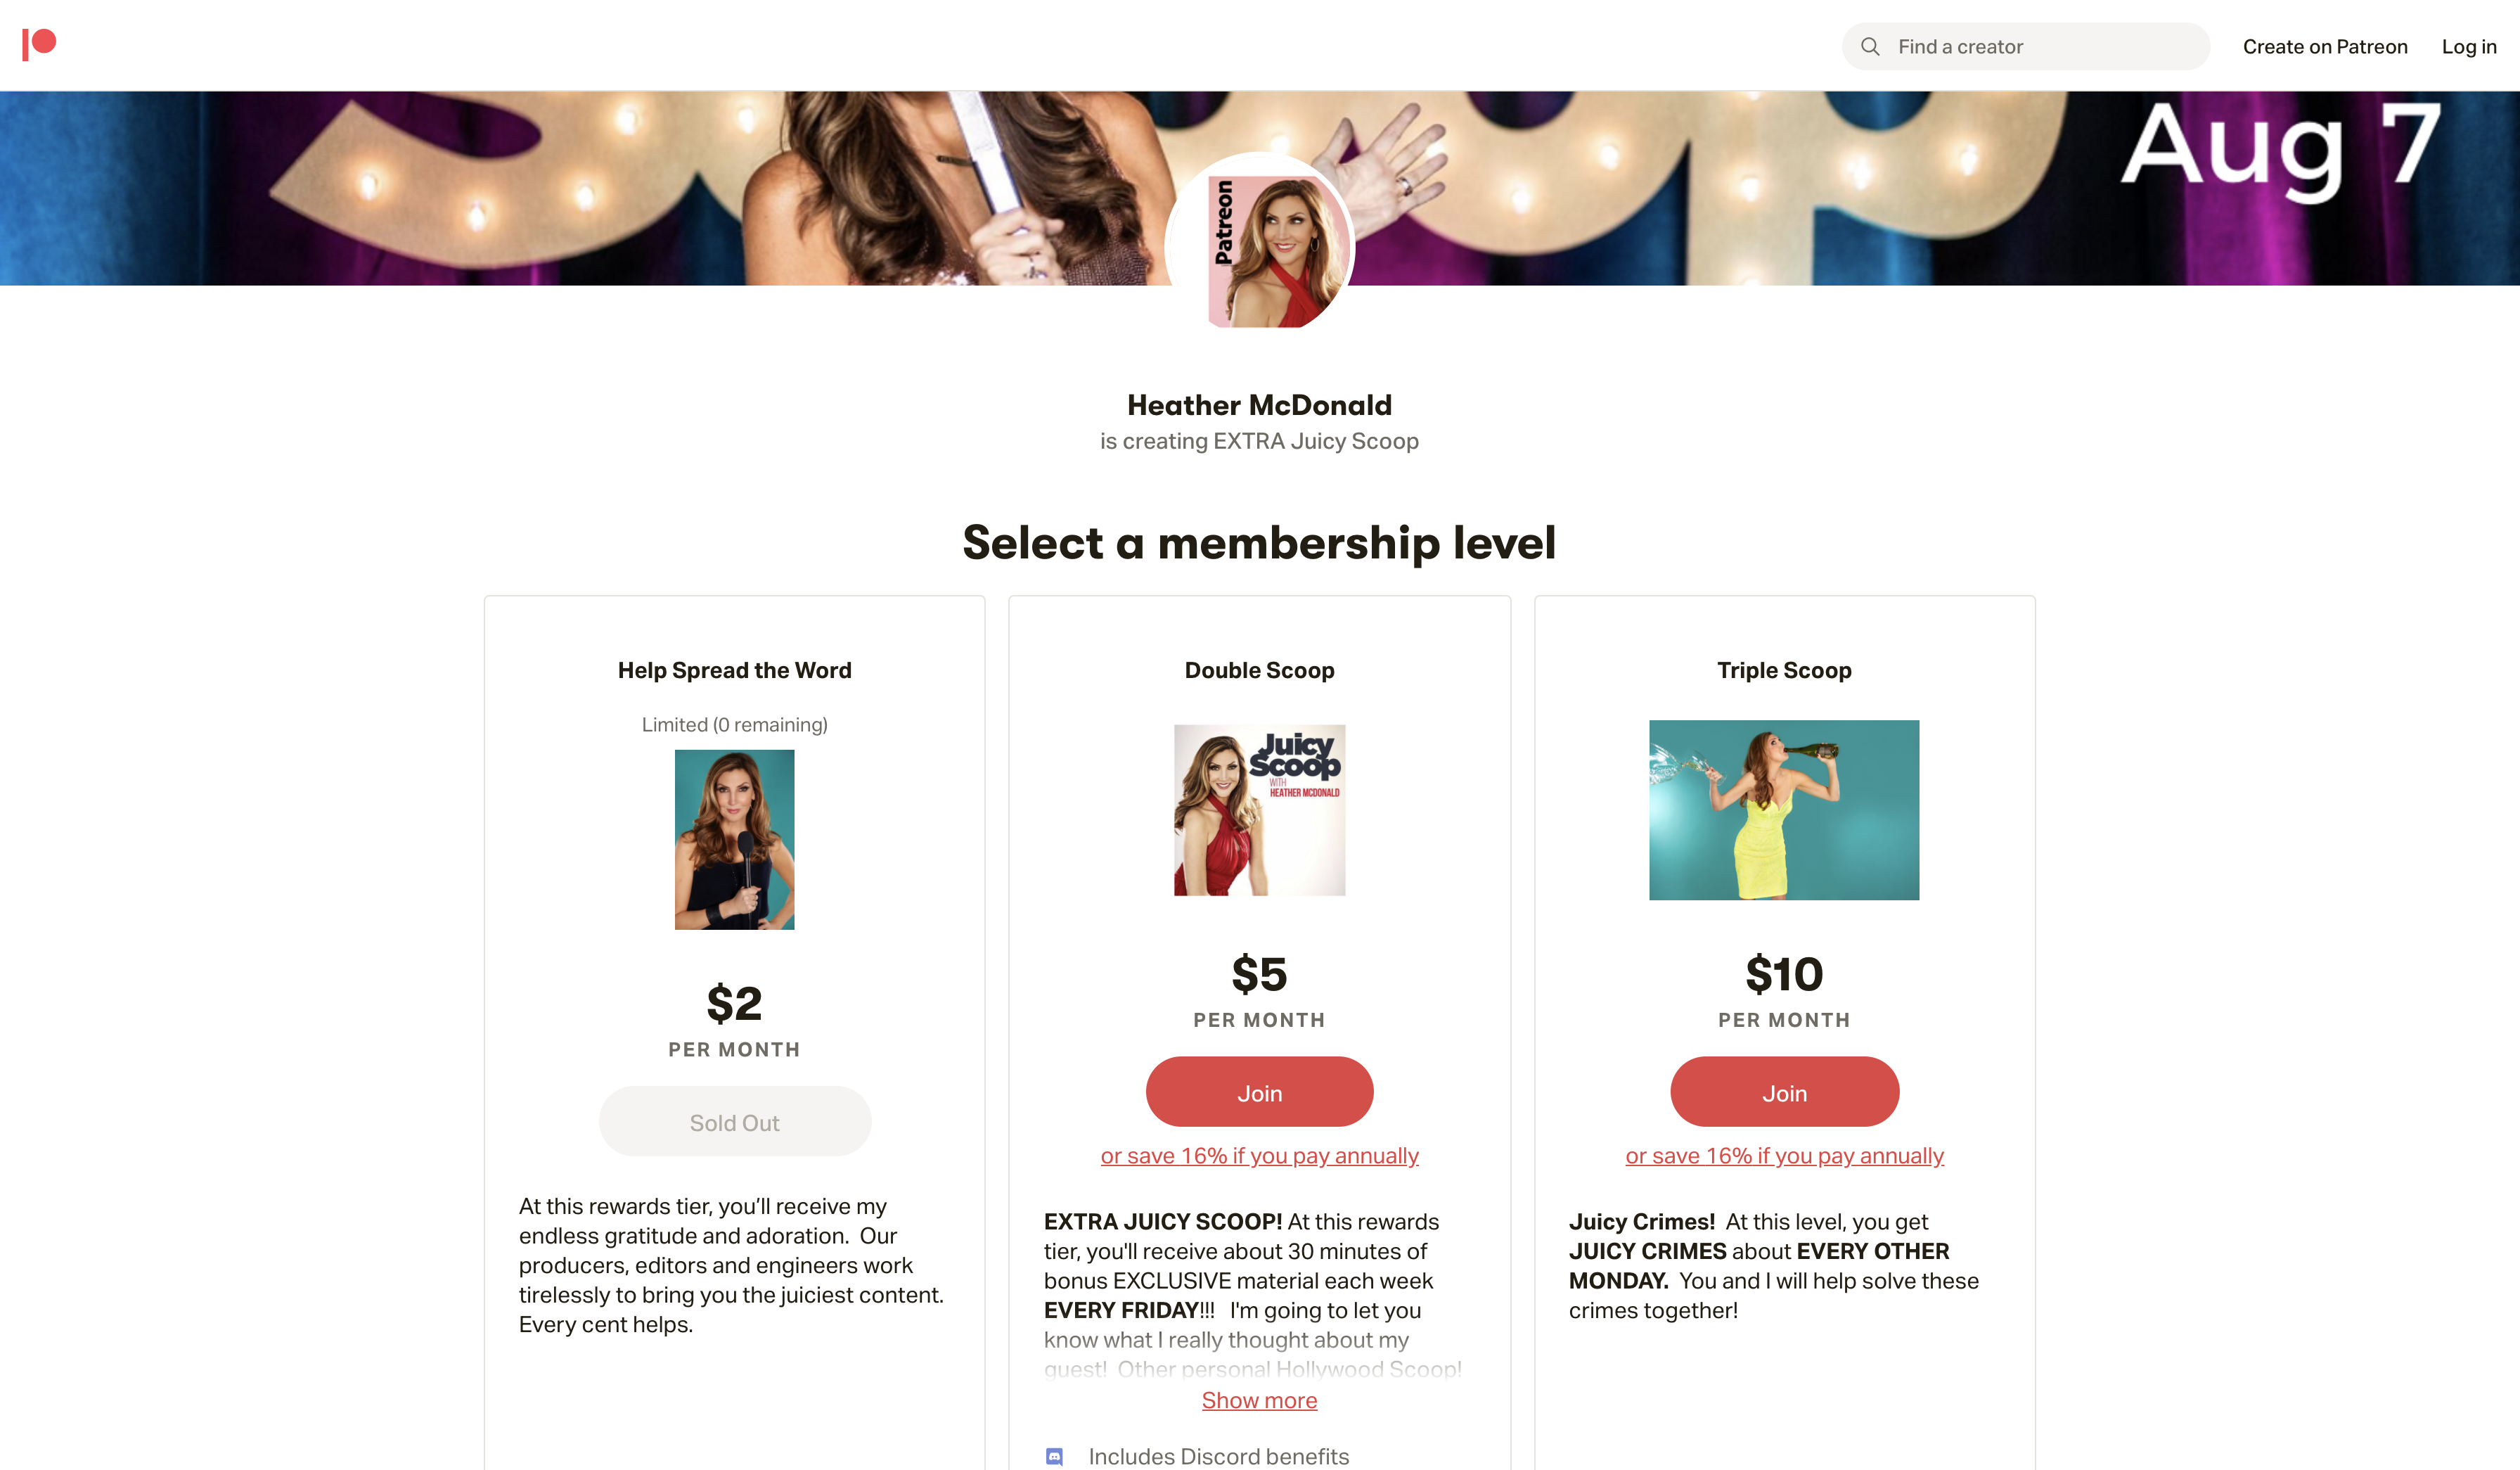 Find a creator
Create on Patreon
Log in
Aug 7
Patreon
Heather McDonald
is creating EXTRA Juicy Scoop
Select a membership level
Help Spread the Word
Limited (0 remaining)
$2
PER MONTH
Sold Out
At this rewards tier, you’ll receive my
endless gratitude and adoration.  Our
producers, editors and engineers work
tirelessly to bring you the juiciest content.
Every cent helps.
Double Scoop
Juicy
Scoop
WITH
HEATHER MCDONALD
$5
PER MONTH
Join
or save 16% if you pay annually
EXTRA JUICY SCOOP! At this rewards
tier, you'll receive about 30 minutes of
bonus EXCLUSIVE material each week
EVERY FRIDAY!!!   I'm going to let you
know what I really thought about my
guest!  Other personal Hollywood Scoop!
Show more
Includes Discord benefits
Triple Scoop
$10
PER MONTH
Join
or save 16% if you pay annually
Juicy Crimes!  At this level, you get
JUICY CRIMES about EVERY OTHER
MONDAY.  You and I will help solve these
crimes together!